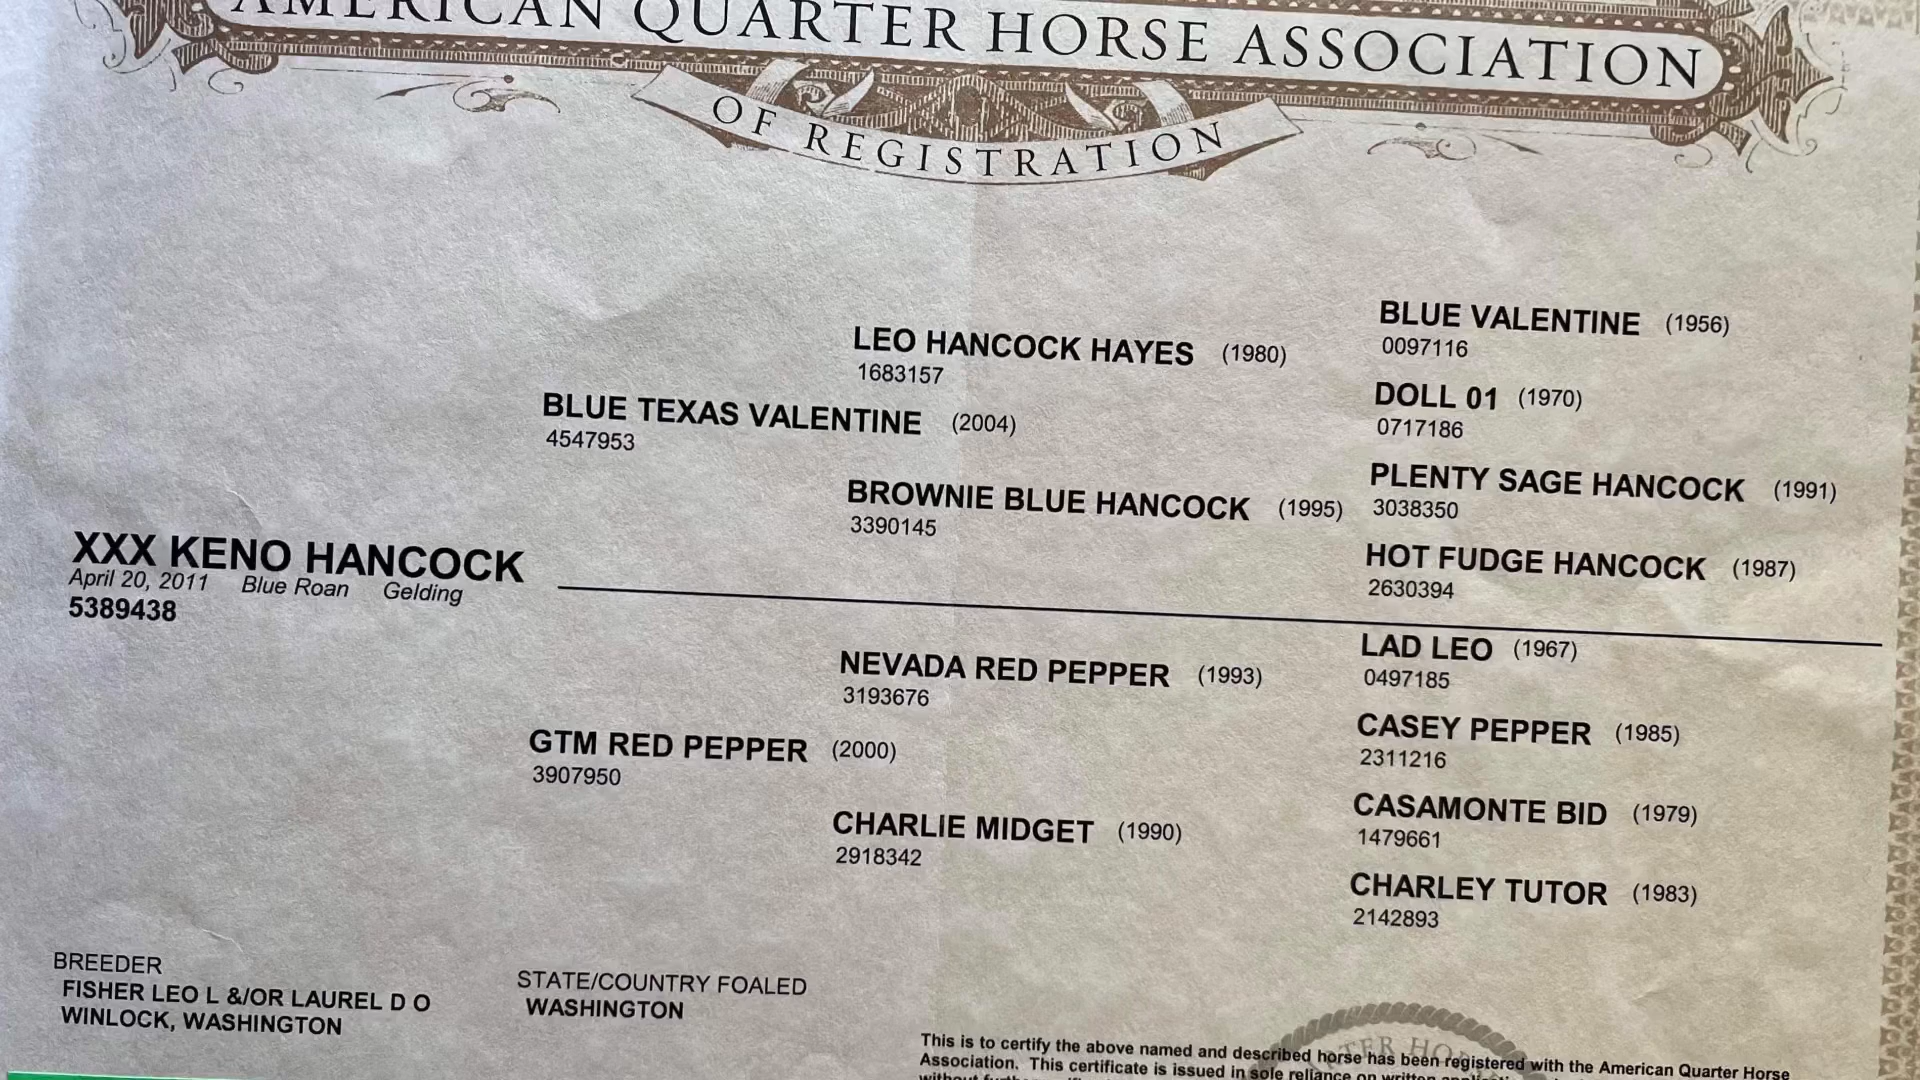 AMERICAN QUARTER HORSE ASSOCIATION
OF REGISTRATION
BLUE VALENTINE (1956)
0097116
LEO HANCOCK HAYES (1980)
1683157
DOLL 01 (1970)
0717186
BLUE TEXAS VALENTINE (2004)
4547953
PLENTY SAGE HANCOCK (1991)
3038350
BROWNIE BLUE HANCOCK (1995)
3390145
HOT FUDGE HANCOCK (1987)
2630394
XXX KENO HANCOCK
April 20, 2011 Blue Roan Gelding
5389438
LAD LEO (1967)
0497185
NEVADA RED PEPPER (1993)
3193676
CASEY PEPPER (1985)
2311216
GTM RED PEPPER (2000)
3907950
CASAMONTE BID (1979)
1479661
CHARLIE MIDGET (1990)
2918342
CHARLEY TUTOR (1983)
2142893
BREEDER
FISHER LEO L &/OR LAUREL D O
WINLOCK, WASHINGTON
STATE/COUNTRY FOALED
WASHINGTON
This is to certify the above named and described horse has been registered with the American Quarter Horse
Association. This certificate is issued in sole reliance on written